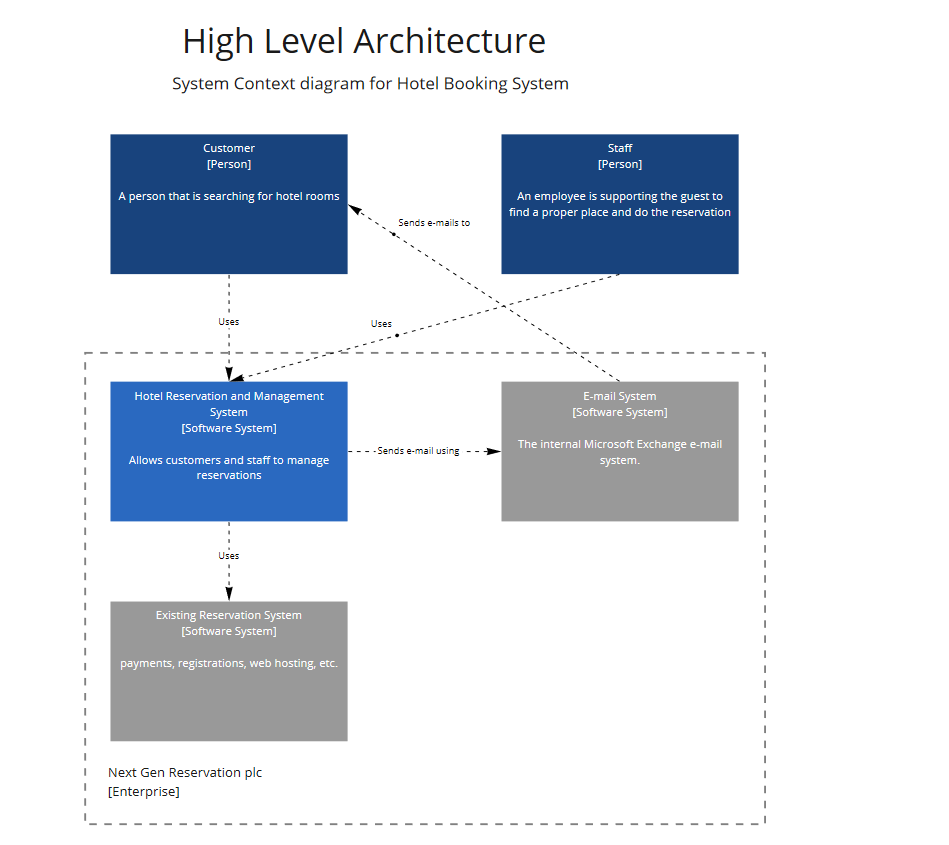 High Level Architecture
System Context diagram for Hotel Booking System
Customer
[Person]
A person that is searching for hotel rooms
Staff
[Person]
An employee is supporting the guest to
find a proper place and do the reservation
Sends e-mails to
Uses
Uses
Hotel Reservation and Management
System
[Software System]
Allows customers and staff to manage
reservations
Sends e-mail using
E-mail System
[Software System]
The internal Microsoft Exchange e-mail
system.
Uses
Existing Reservation System
[Software System]
payments, registrations, web hosting, etc.
Next Gen Reservation plc
[Enterprise]